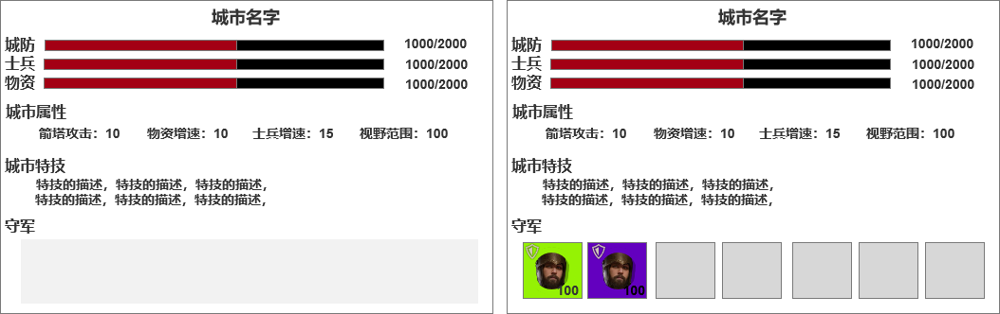 城市名字
城防 1000/2000
士兵 1000/2000
物资 1000/2000
城市属性
箭塔攻击：10 物资增速：10 士兵增速：15 视野范围：100
城市特技
特技的描述，特技的描述，特技的描述，
特技的描述，特技的描述，特技的描述，
守军
城市名字
城防 1000/2000
士兵 1000/2000
物资 1000/2000
城市属性
箭塔攻击：10 物资增速：10 士兵增速：15 视野范围：100
城市特技
特技的描述，特技的描述，特技的描述，
特技的描述，特技的描述，特技的描述，
守军
100 100